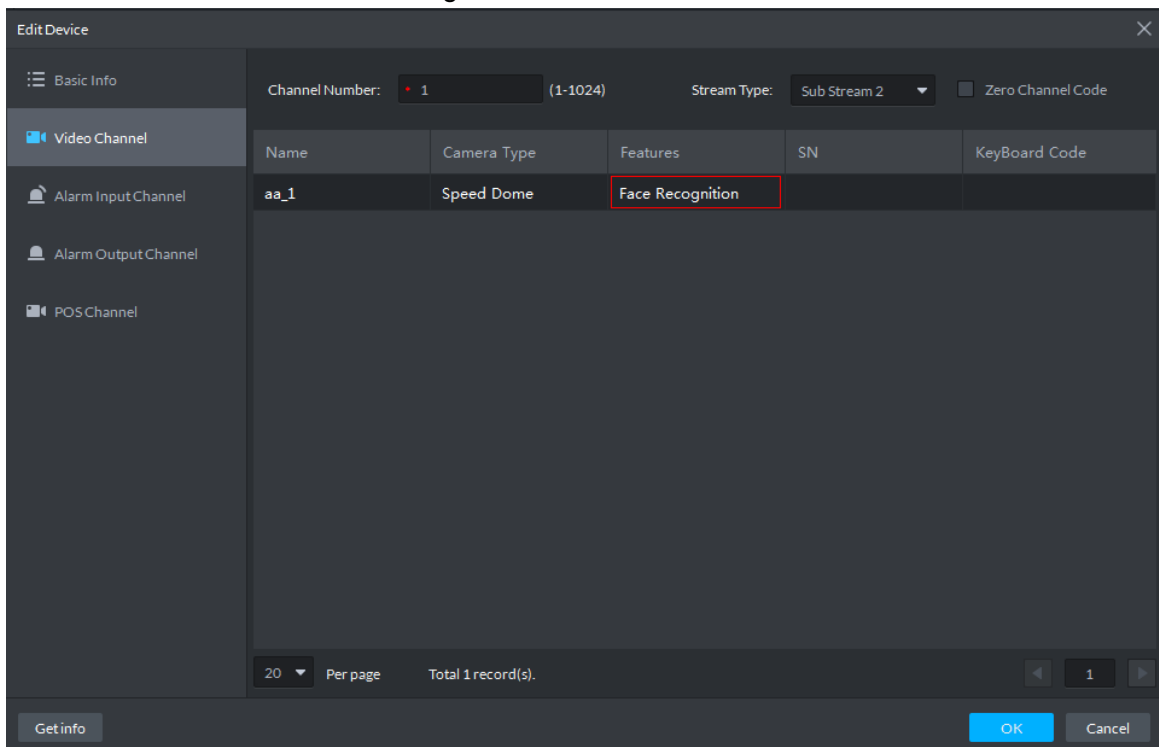 Edit Device
Basic Info
Video Channel
Alarm Input Channel
Alarm Output Channel
POS Channel
Channel Number: * 1 (1-1024) Stream Type: Sub Stream 2 Zero Channel Code
Name Camera Type Features SN KeyBoard Code
aa_1 Speed Dome Face Recognition
20 Per page Total 1 record(s). 1
Get info OK Cancel